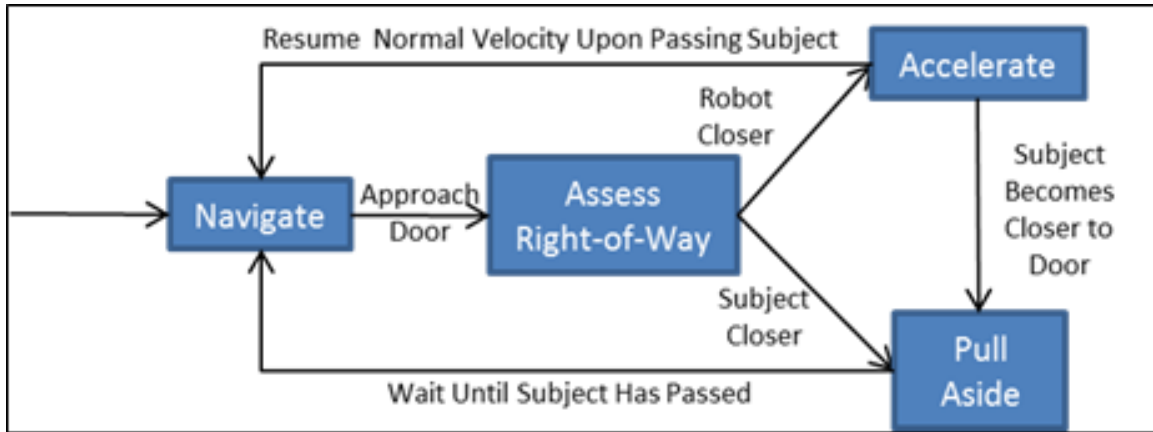 Resume Normal Velocity Upon Passing Subject
Accelerate
Robot
Closer
Subject
Becomes
Closer to
Door
Approach
Door
Navigate
Assess
Right-of-Way
Subject
Closer
Pull
Aside
Wait Until Subject Has Passed